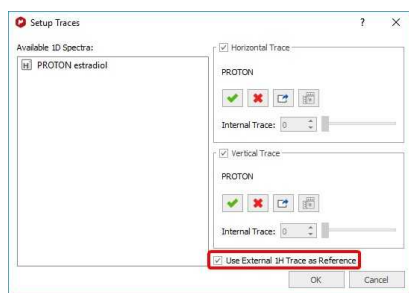 Setup Traces
?
Available 1D Spectra:
H PROTON estradiol
Horizontal Trace
PROTON
Internal Trace: 0
Vertical Trace
PROTON
Internal Trace: 0
Use External 1H Trace as Reference
OK Cancel